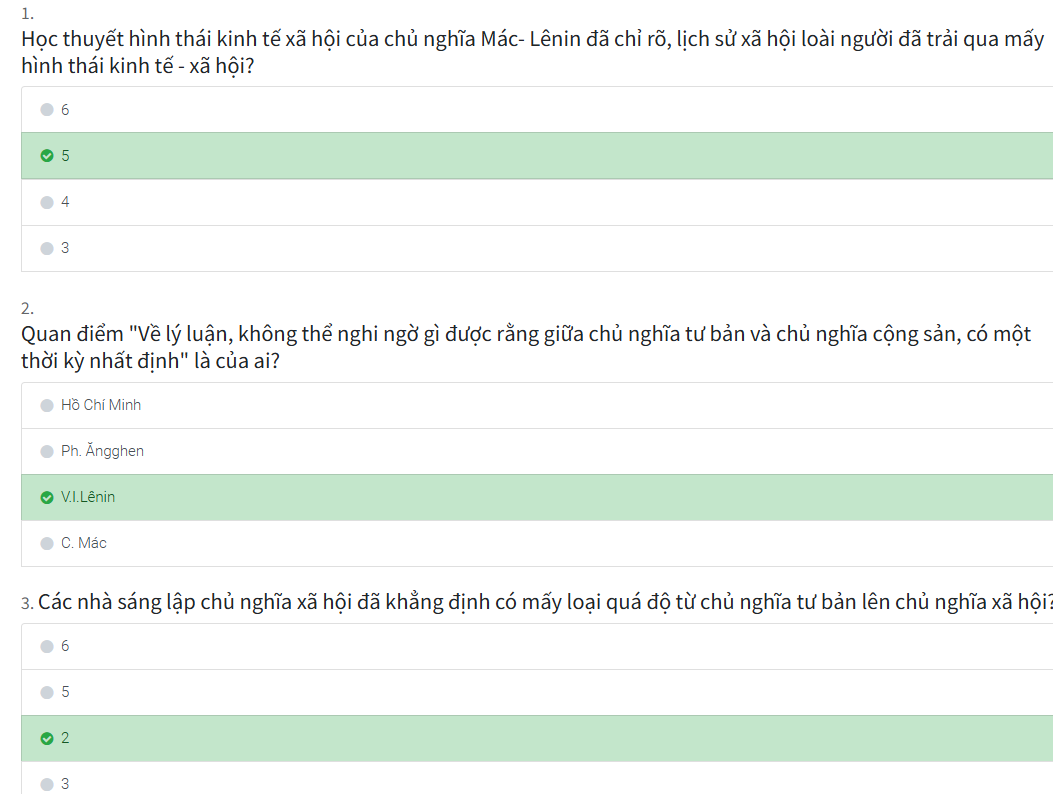 1.
Học thuyết hình thái kinh tế xã hội của chủ nghĩa Mác- Lênin đã chỉ rõ, lịch sử xã hội loài người đã trải qua mấy
hình thái kinh tế - xã hội?
6
5
4
3
2.
Quan điểm "Về lý luận, không thể nghi ngờ gì được rằng giữa chủ nghĩa tư bản và chủ nghĩa cộng sản, có một
thời kỳ nhất định" là của ai?
Hồ Chí Minh
Ph. Ăngghen
V.I.Lênin
C. Mác
3. Các nhà sáng lập chủ nghĩa xã hội đã khẳng định có mấy loại quá độ từ chủ nghĩa tư bản lên chủ nghĩa xã hội?
6
5
2
3